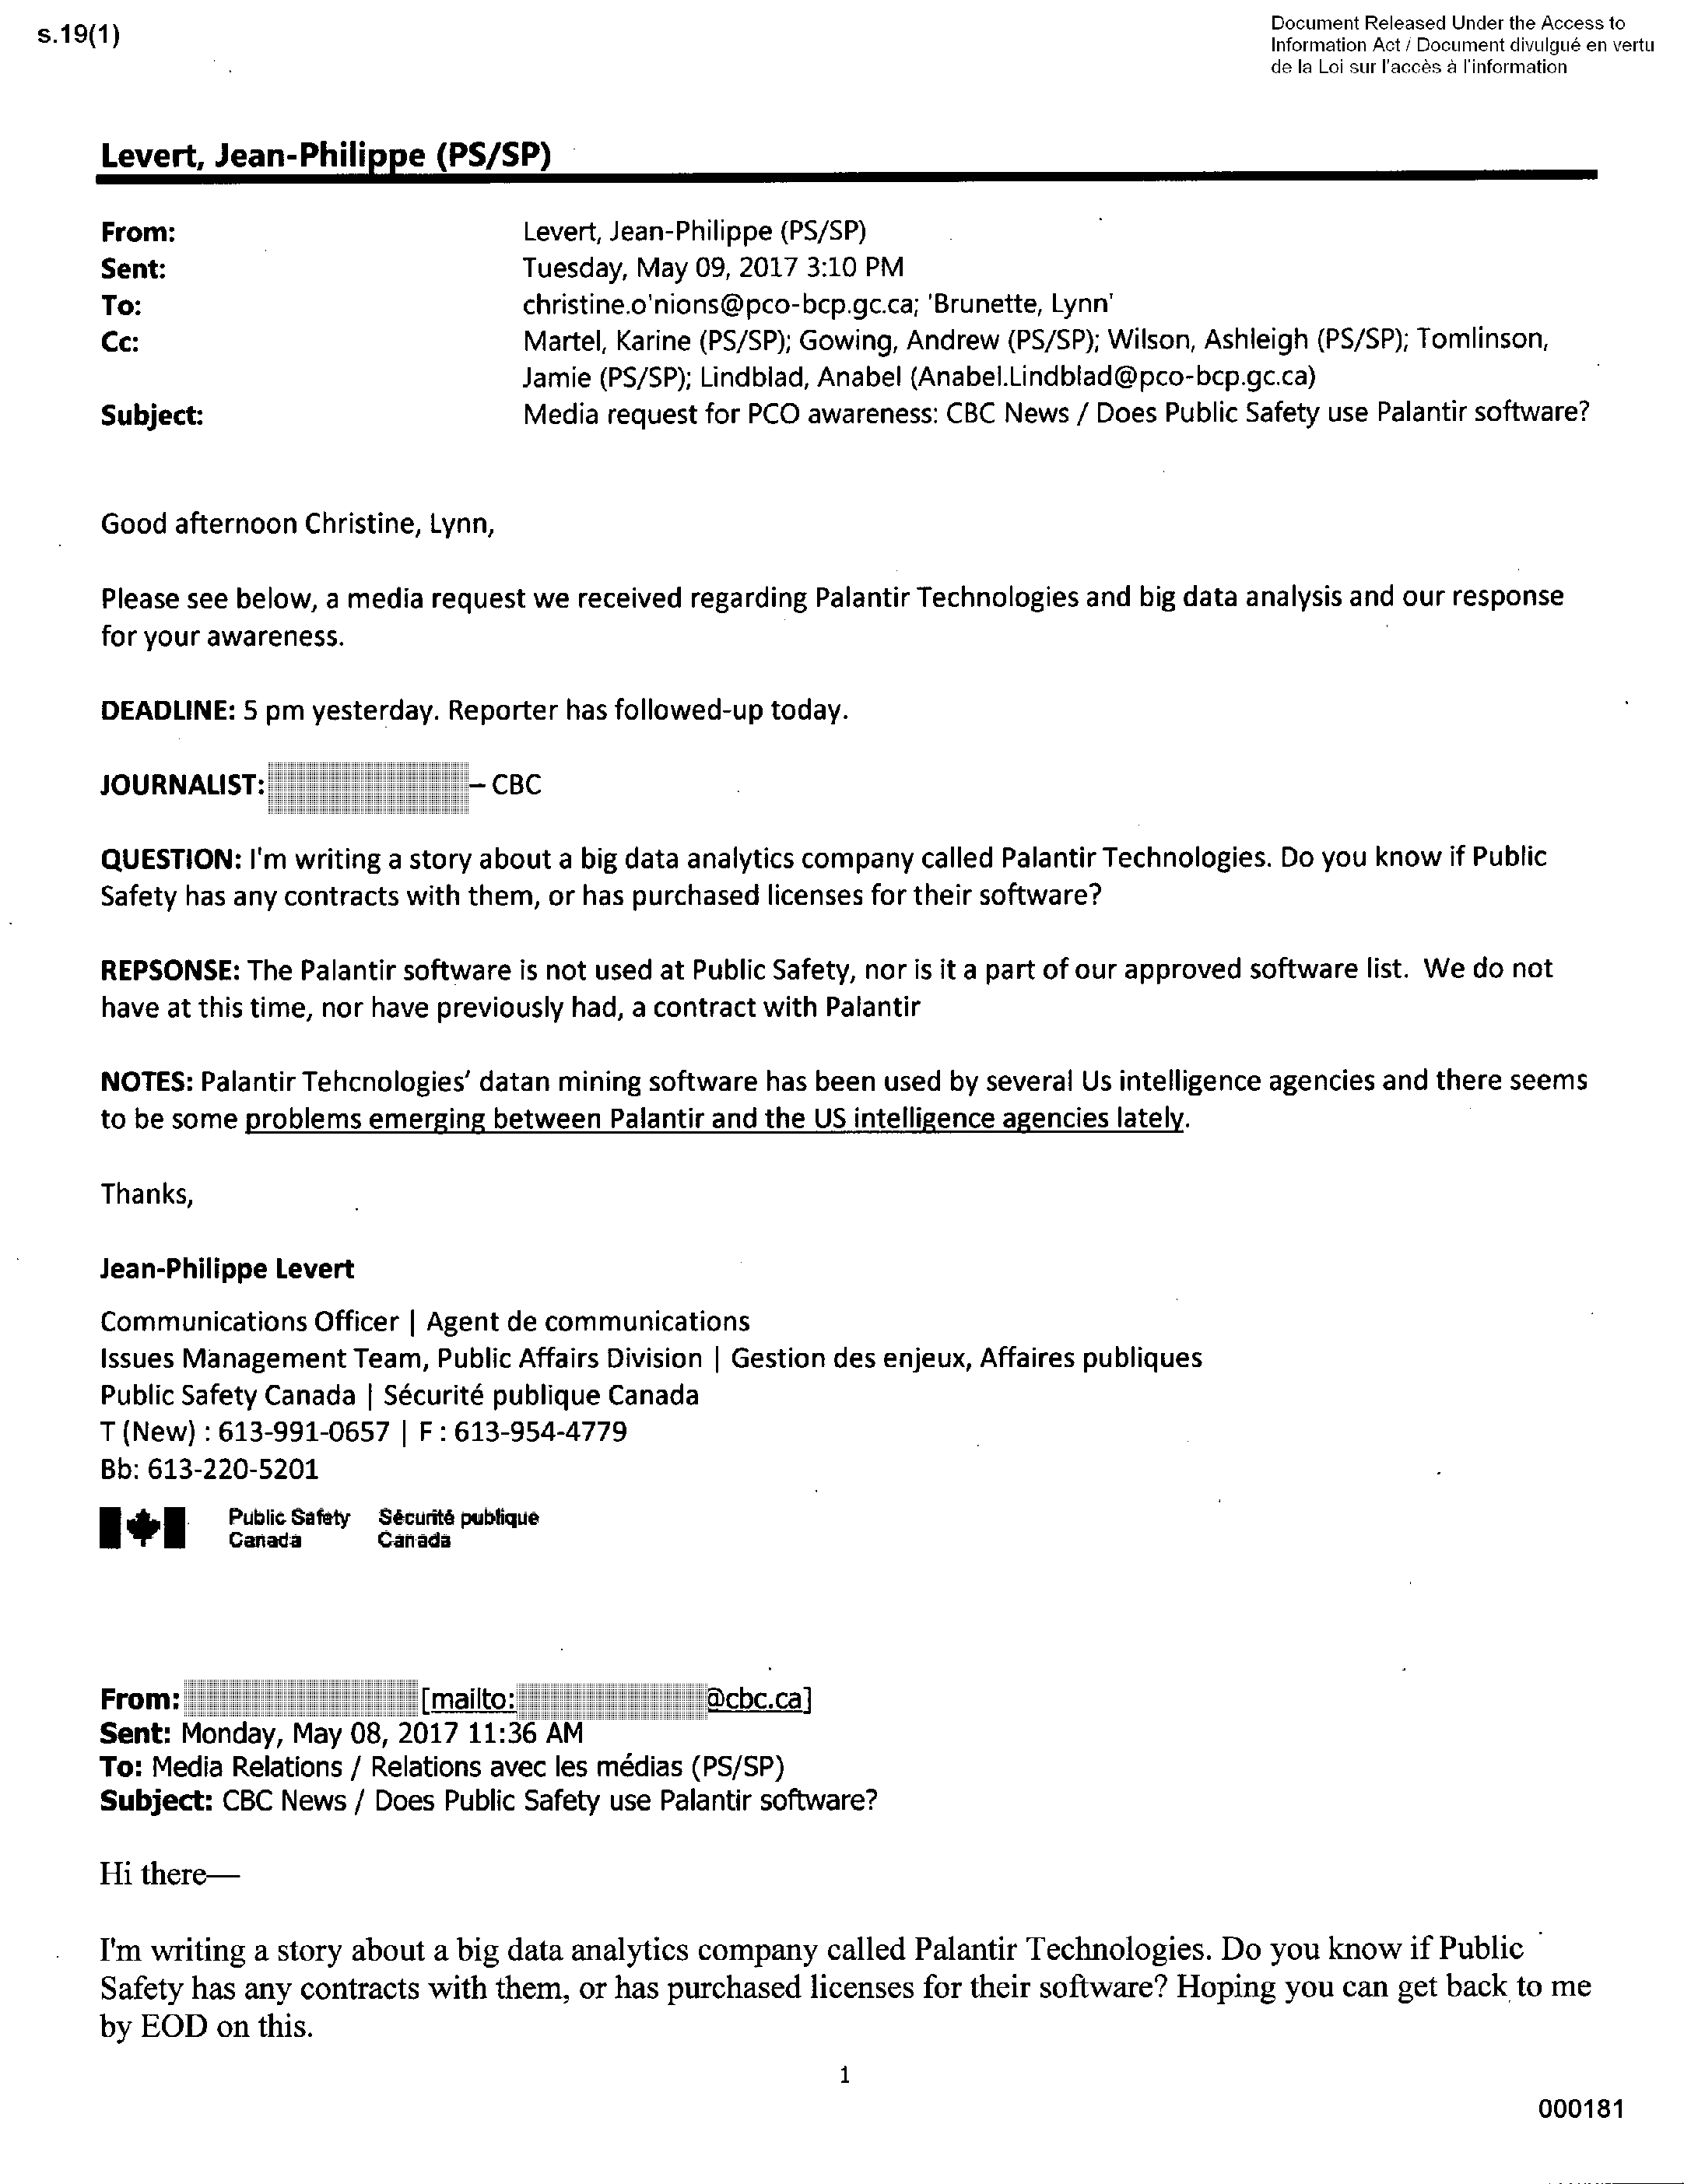 s.19(1)
Document Released Under the Access to
Information Act / Document divulgué en vertu
de la Loi sur l'accès à l'information
Levert, Jean-Philippe (PS/SP)
From: Levert, Jean-Philippe (PS/SP)
Sent: Tuesday, May 09, 2017 3:10 PM
To: christine.o'nions@pco-bcp.gc.ca; 'Brunette, Lynn'
Cc: Martel, Karine (PS/SP); Gowing, Andrew (PS/SP); Wilson, Ashleigh (PS/SP); Tomlinson,
Jamie (PS/SP); Lindblad, Anabel (Anabel.Lindblad@pco-bcp.gc.ca)
Subject: Media request for PCO awareness: CBC News / Does Public Safety use Palantir software?
Good afternoon Christine, Lynn,
Please see below, a media request we received regarding Palantir Technologies and big data analysis and our response
for your awareness.
DEADLINE: 5 pm yesterday. Reporter has followed-up today.
JOURNALIST: – CBC
QUESTION: I'm writing a story about a big data analytics company called Palantir Technologies. Do you know if Public
Safety has any contracts with them, or has purchased licenses for their software?
REPSONSE: The Palantir software is not used at Public Safety, nor is it a part of our approved software list. We do not
have at this time, nor have previously had, a contract with Palantir
NOTES: Palantir Tehcnologies' datan mining software has been used by several Us intelligence agencies and there seems
to be some problems emerging between Palantir and the US intelligence agencies lately.
Thanks,
Jean-Philippe Levert
Communications Officer | Agent de communications
Issues Management Team, Public Affairs Division | Gestion des enjeux, Affaires publiques
Public Safety Canada | Sécurité publique Canada
T (New) : 613-991-0657 | F : 613-954-4779
Bb: 613-220-5201
Public Safety Sécurité publique
Canada Canada
From: [mailto: @cbc.ca]
Sent: Monday, May 08, 2017 11:36 AM
To: Media Relations / Relations avec les médias (PS/SP)
Subject: CBC News / Does Public Safety use Palantir software?
Hi there—
I'm writing a story about a big data analytics company called Palantir Technologies. Do you know if Public
Safety has any contracts with them, or has purchased licenses for their software? Hoping you can get back to me
by EOD on this.
1
000181